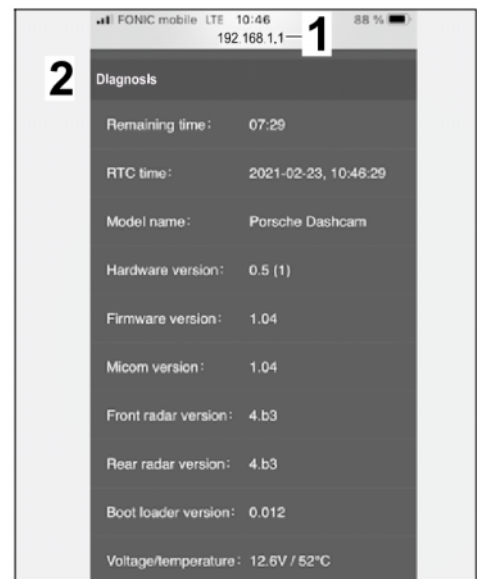 FONIC mobile LTE 10:46 88 %
192.168.1.1 1
2 Diagnosis
Remaining time: 07:29
RTC time: 2021-02-23, 10:46:29
Model name: Porsche Dashcam
Hardware version: 0.5 (1)
Firmware version: 1.04
Micom version: 1.04
Front radar version: 4.b3
Rear radar version: 4.b3
Boot loader version: 0.012
Voltage/temperature: 12.6V / 52°C